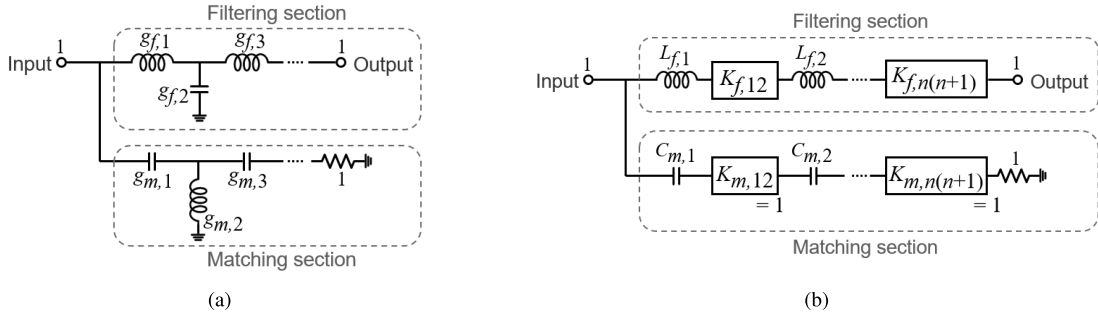 Filtering section
1
g_{f,1}
g_{f,3}
1
Input
Output
g_{f,2}
g_{m,1}
g_{m,3}
1
g_{m,2}
Matching section
(a)
Filtering section
1
L_{f,1}
L_{f,2}
1
Input
K_{f,12}
K_{f,n(n+1)}
Output
C_{m,1}
C_{m,2}
1
K_{m,12}
K_{m,n(n+1)}
= 1
= 1
Matching section
(b)